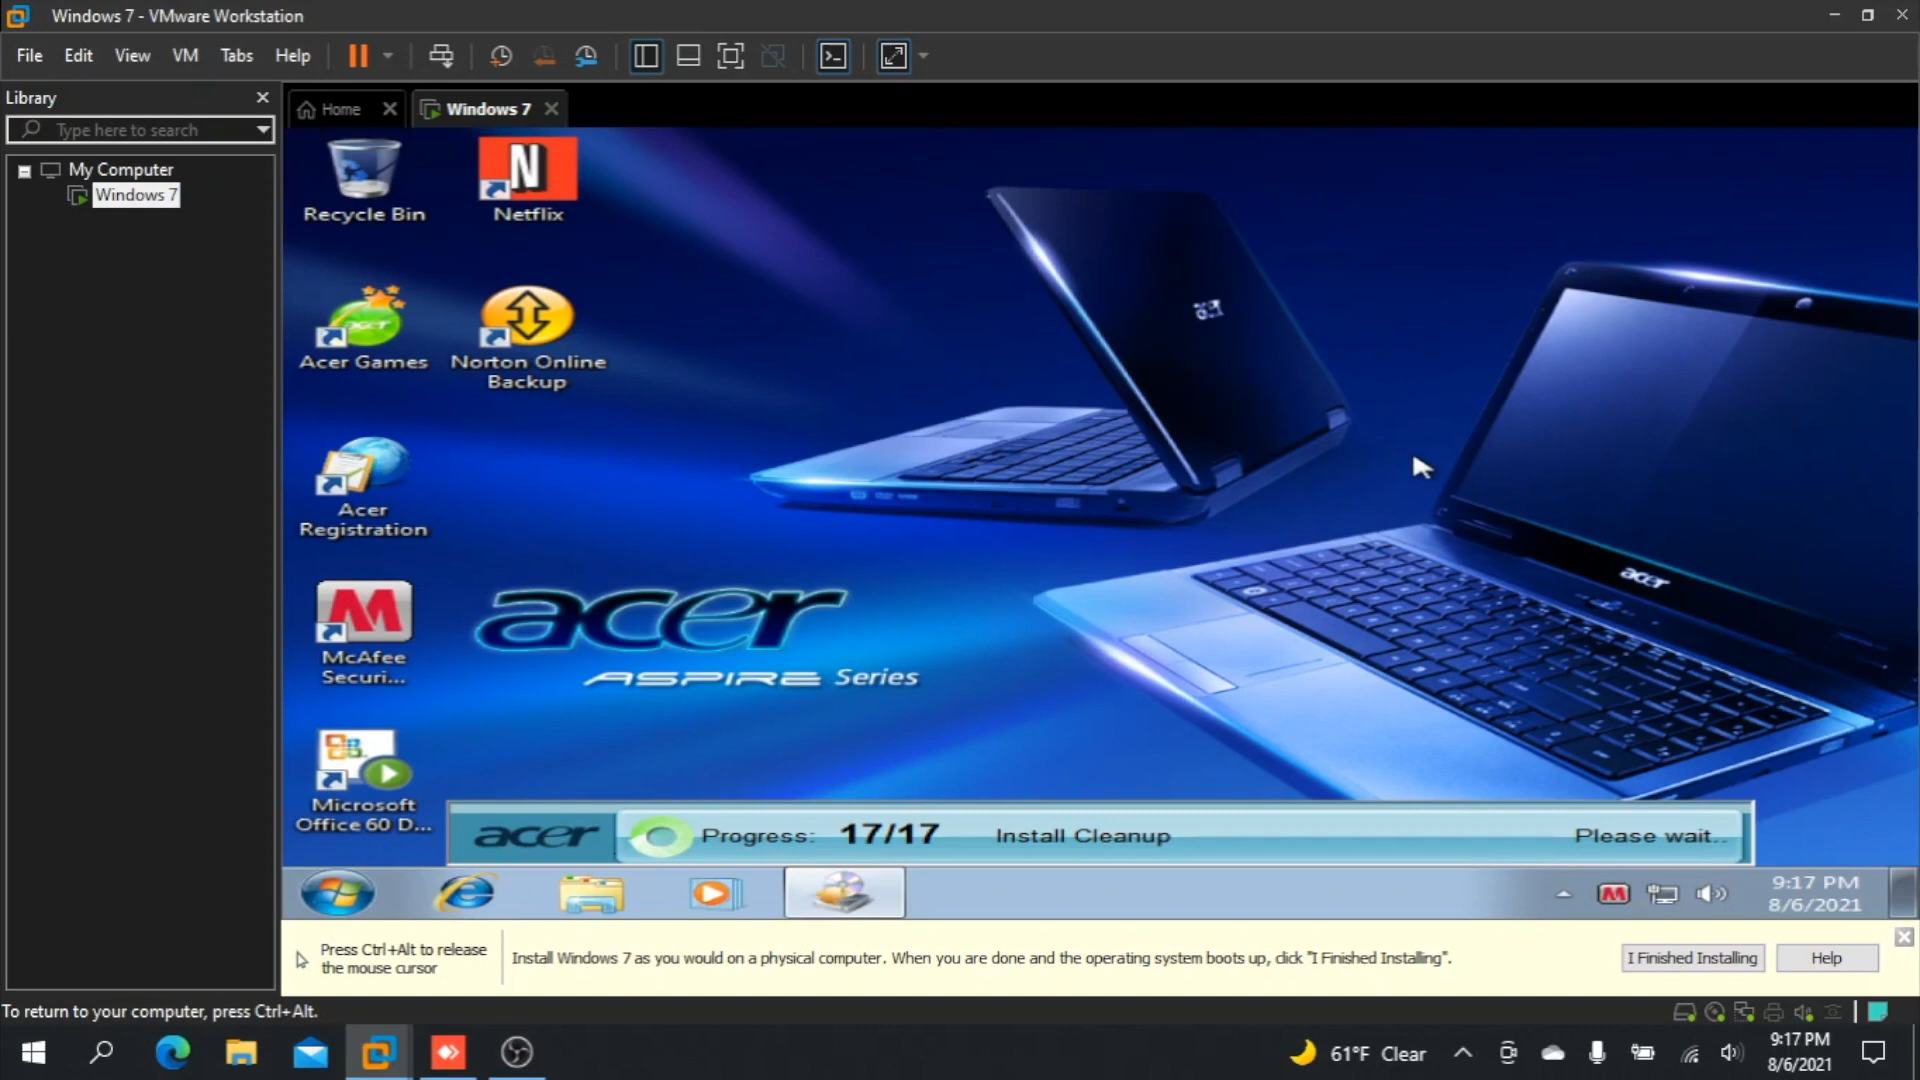 Windows 7 - VMware Workstation
File Edit View VM Tabs Help
Library
Type here to search
My Computer
Windows 7
Home
Windows 7
Recycle Bin
N
Netflix
acer
Acer Games
Norton Online
Backup
Acer
Registration
McAfee
Securi...
Microsoft
Office 60 D...
acer
acer
acer
ASPIRE Series
acer Progress: 17/17 Install Cleanup Please wait..
9:17 PM
8/6/2021
Press Ctrl+Alt to release
the mouse cursor
Install Windows 7 as you would on a physical computer. When you are done and the operating system boots up, click "I Finished Installing".
I Finished Installing
Help
To return to your computer, press Ctrl+Alt.
61°F Clear
9:17 PM
8/6/2021